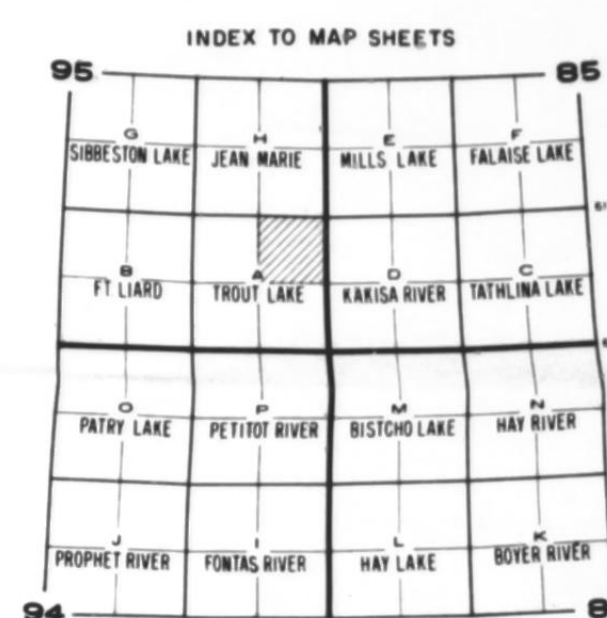 INDEX TO MAP SHEETS
95 85
G H E F
SIBBESTON LAKE JEAN MARIE MILLS LAKE FALAISE LAKE
B A D C
FT LIARD TROUT LAKE KAKISA RIVER TATHLINA LAKE
O P M N
PATRY LAKE PETITOT RIVER BISTCHO LAKE HAY RIVER
J I L K
PROPHET RIVER FONTAS RIVER HAY LAKE BOYER RIVER
94